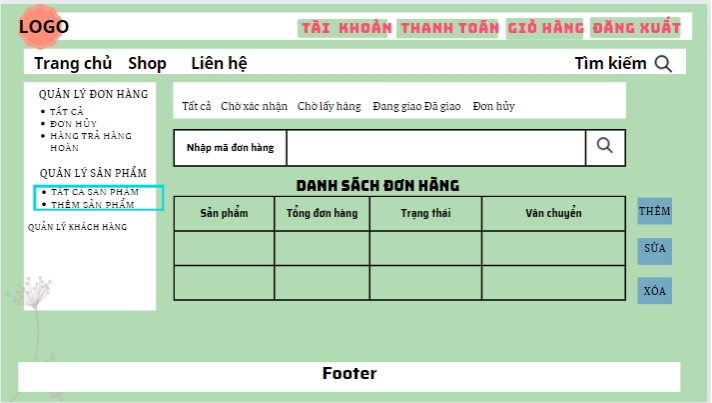 LOGO
TÀI KHOẢN THANH TOÁN GIỎ HÀNG ĐĂNG XUẤT
Trang chủ Shop Liên hệ Tìm kiếm
QUẢN LÝ ĐƠN HÀNG
TẤT CẢ
ĐƠN HỦY
HÀNG TRẢ HÀNG
HOÀN
QUẢN LÝ SẢN PHẨM
TẤT CẢ SẢN PHẨM
THÊM SẢN PHẨM
QUẢN LÝ KHÁCH HÀNG
Tất cả Chờ xác nhận Chờ lấy hàng Đang giao Đã giao Đơn hủy
Nhập mã đơn hàng
DANH SÁCH ĐƠN HÀNG
Sản phẩm Tổng đơn hàng Trạng thái Vân chuyển
THÊM
SỬA
XÓA
Footer